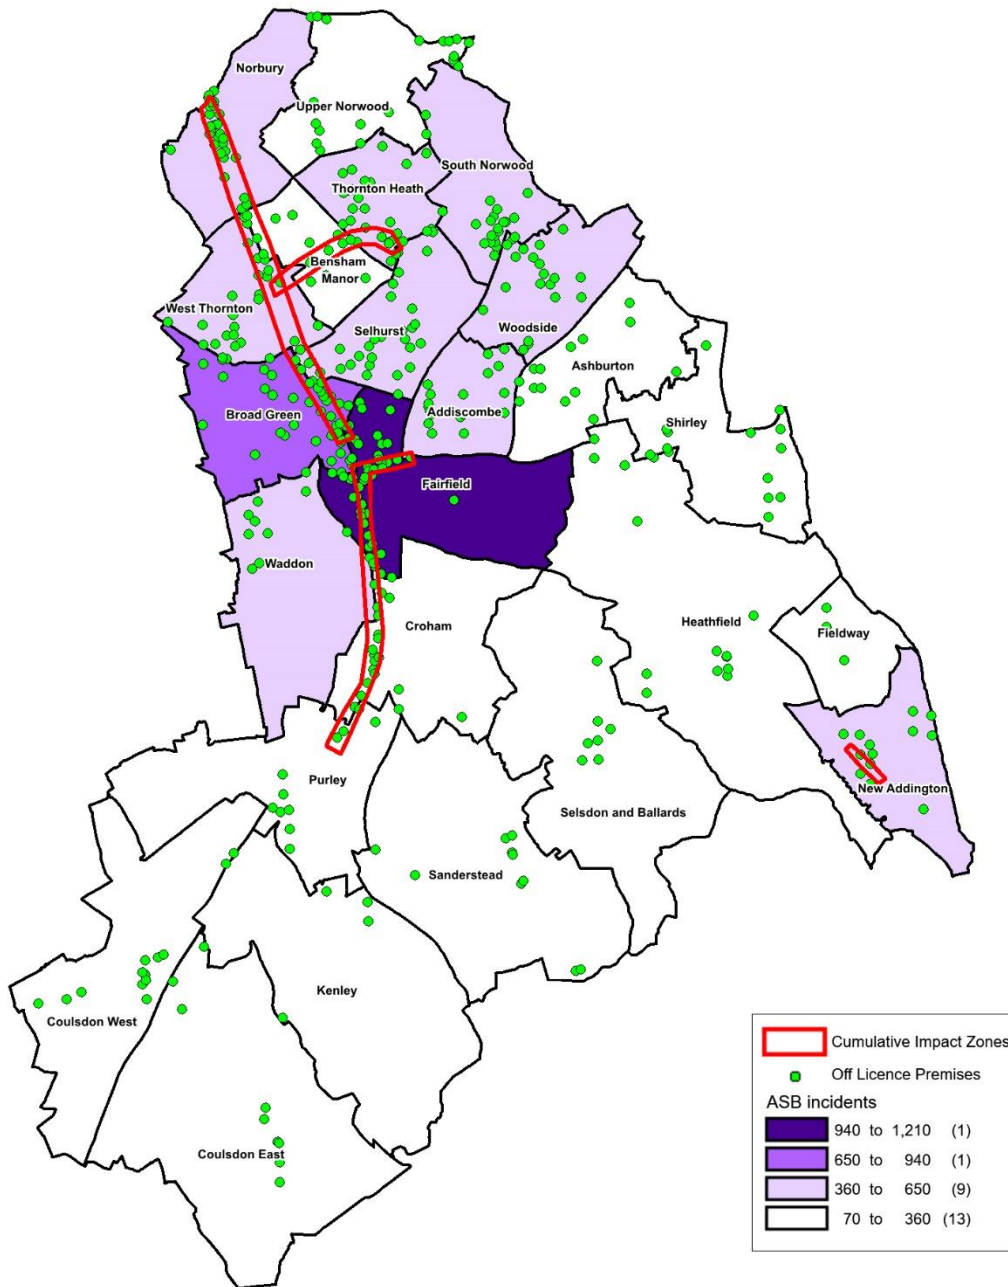 Norbury
Upper Norwood
South Norwood
Thornton Heath
Bensham
Manor
West Thornton
Selhurst
Woodside
Ashburton
Broad Green
Addiscombe
Shirley
Fairfield
Waddon
Croham
Heathfield
Fieldway
Purley
New Addington
Selsdon and Ballards
Sanderstead
Kenley
Coulsdon West
Coulsdon East
Cumulative Impact Zones
Off Licence Premises
ASB incidents
940 to 1,210 (1)
650 to 940 (1)
360 to 650 (9)
70 to 360 (13)